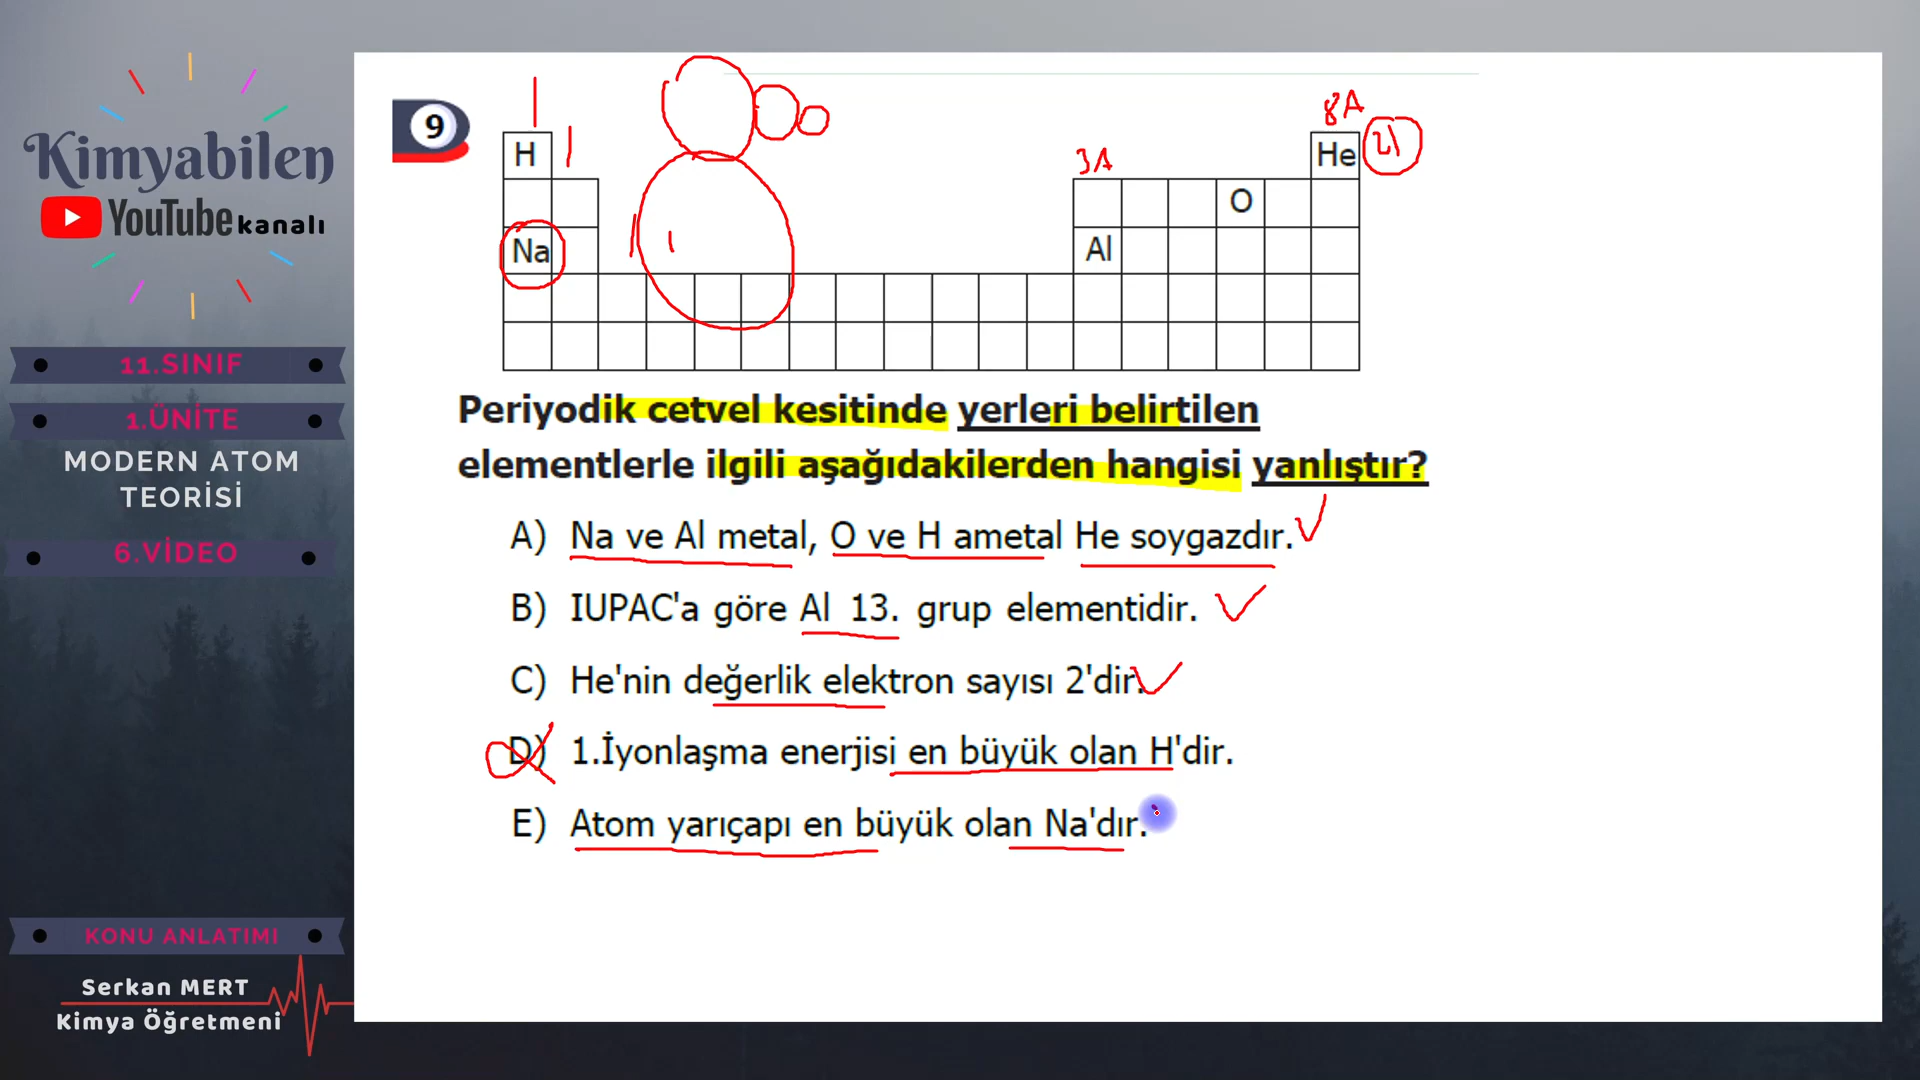 Kimyabilen
YouTube kanalı
11.SINIF
1.ÜNİTE
MODERN ATOM
TEORİSİ
6.VİDEO
KONU ANLATIMI
Serkan MERT
Kimya Öğretmeni
9
8A
H
He
3A
O
Na
Al
Periyodik cetvel kesitinde yerleri belirtilen
elementlerle ilgili aşağıdakilerden hangisi yanlıştır?
A) Na ve Al metal, O ve H ametal He soygazdır.
B) IUPAC'a göre Al 13. grup elementidir.
C) He'nin değerlik elektron sayısı 2'dir.
D) 1.İyonlaşma enerjisi en büyük olan H'dir.
E) Atom yarıçapı en büyük olan Na'dır.